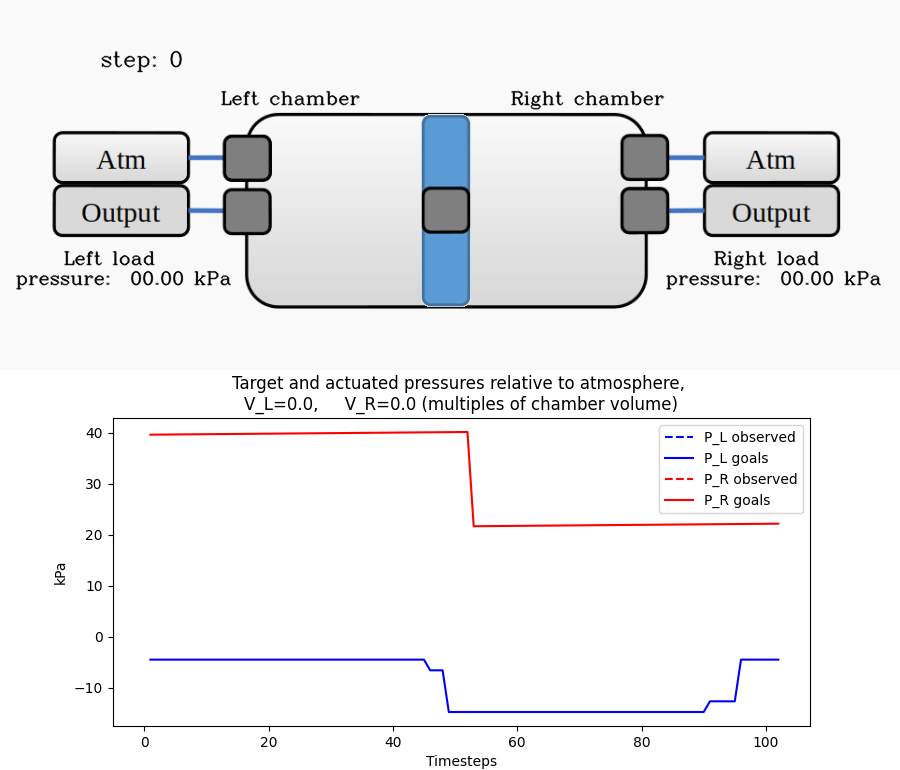 step: 0
Left chamber
Right chamber
Atm
Atm
Output
Output
Left load
pressure: 00.00 kPa
Right load
pressure: 00.00 kPa
Target and actuated pressures relative to atmosphere,
V_L=0.0, V_R=0.0 (multiples of chamber volume)
P_L observed
P_L goals
P_R observed
P_R goals
40
30
20
10
0
−10
kPa
0 20 40 60 80 100
Timesteps